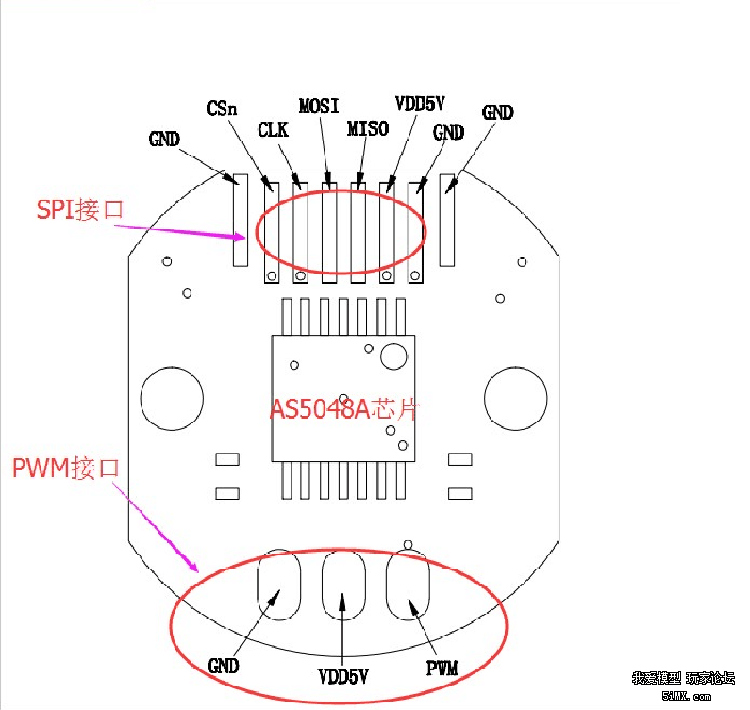 MOSI
VDD5V
CSn
GND
CLK
MISO
GND
GND
SPI接口
AS5048A芯片
PWM接口
GND
VDD5V
PWM
我爱模型 玩家论坛
5iMX.com